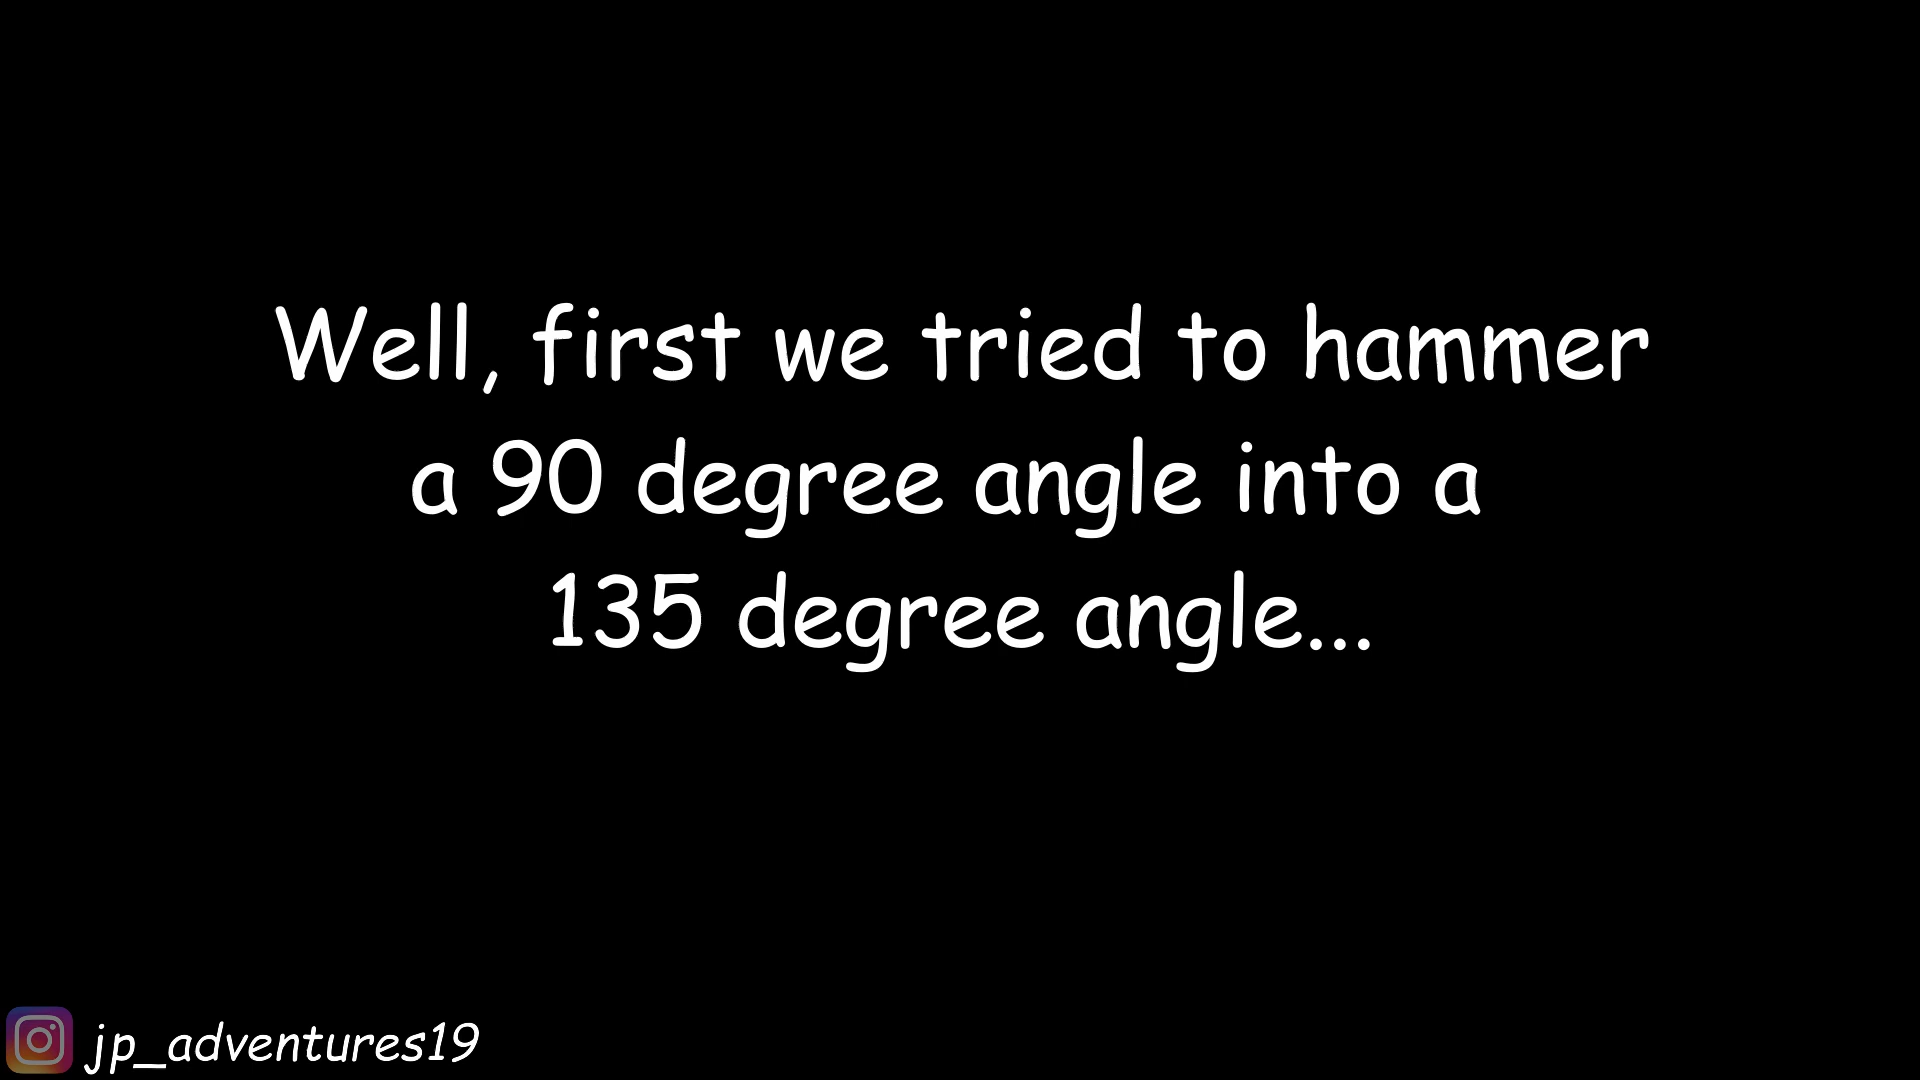 Well, first we tried to hammer
a 90 degree angle into a
135 degree angle...
jp_adventures19